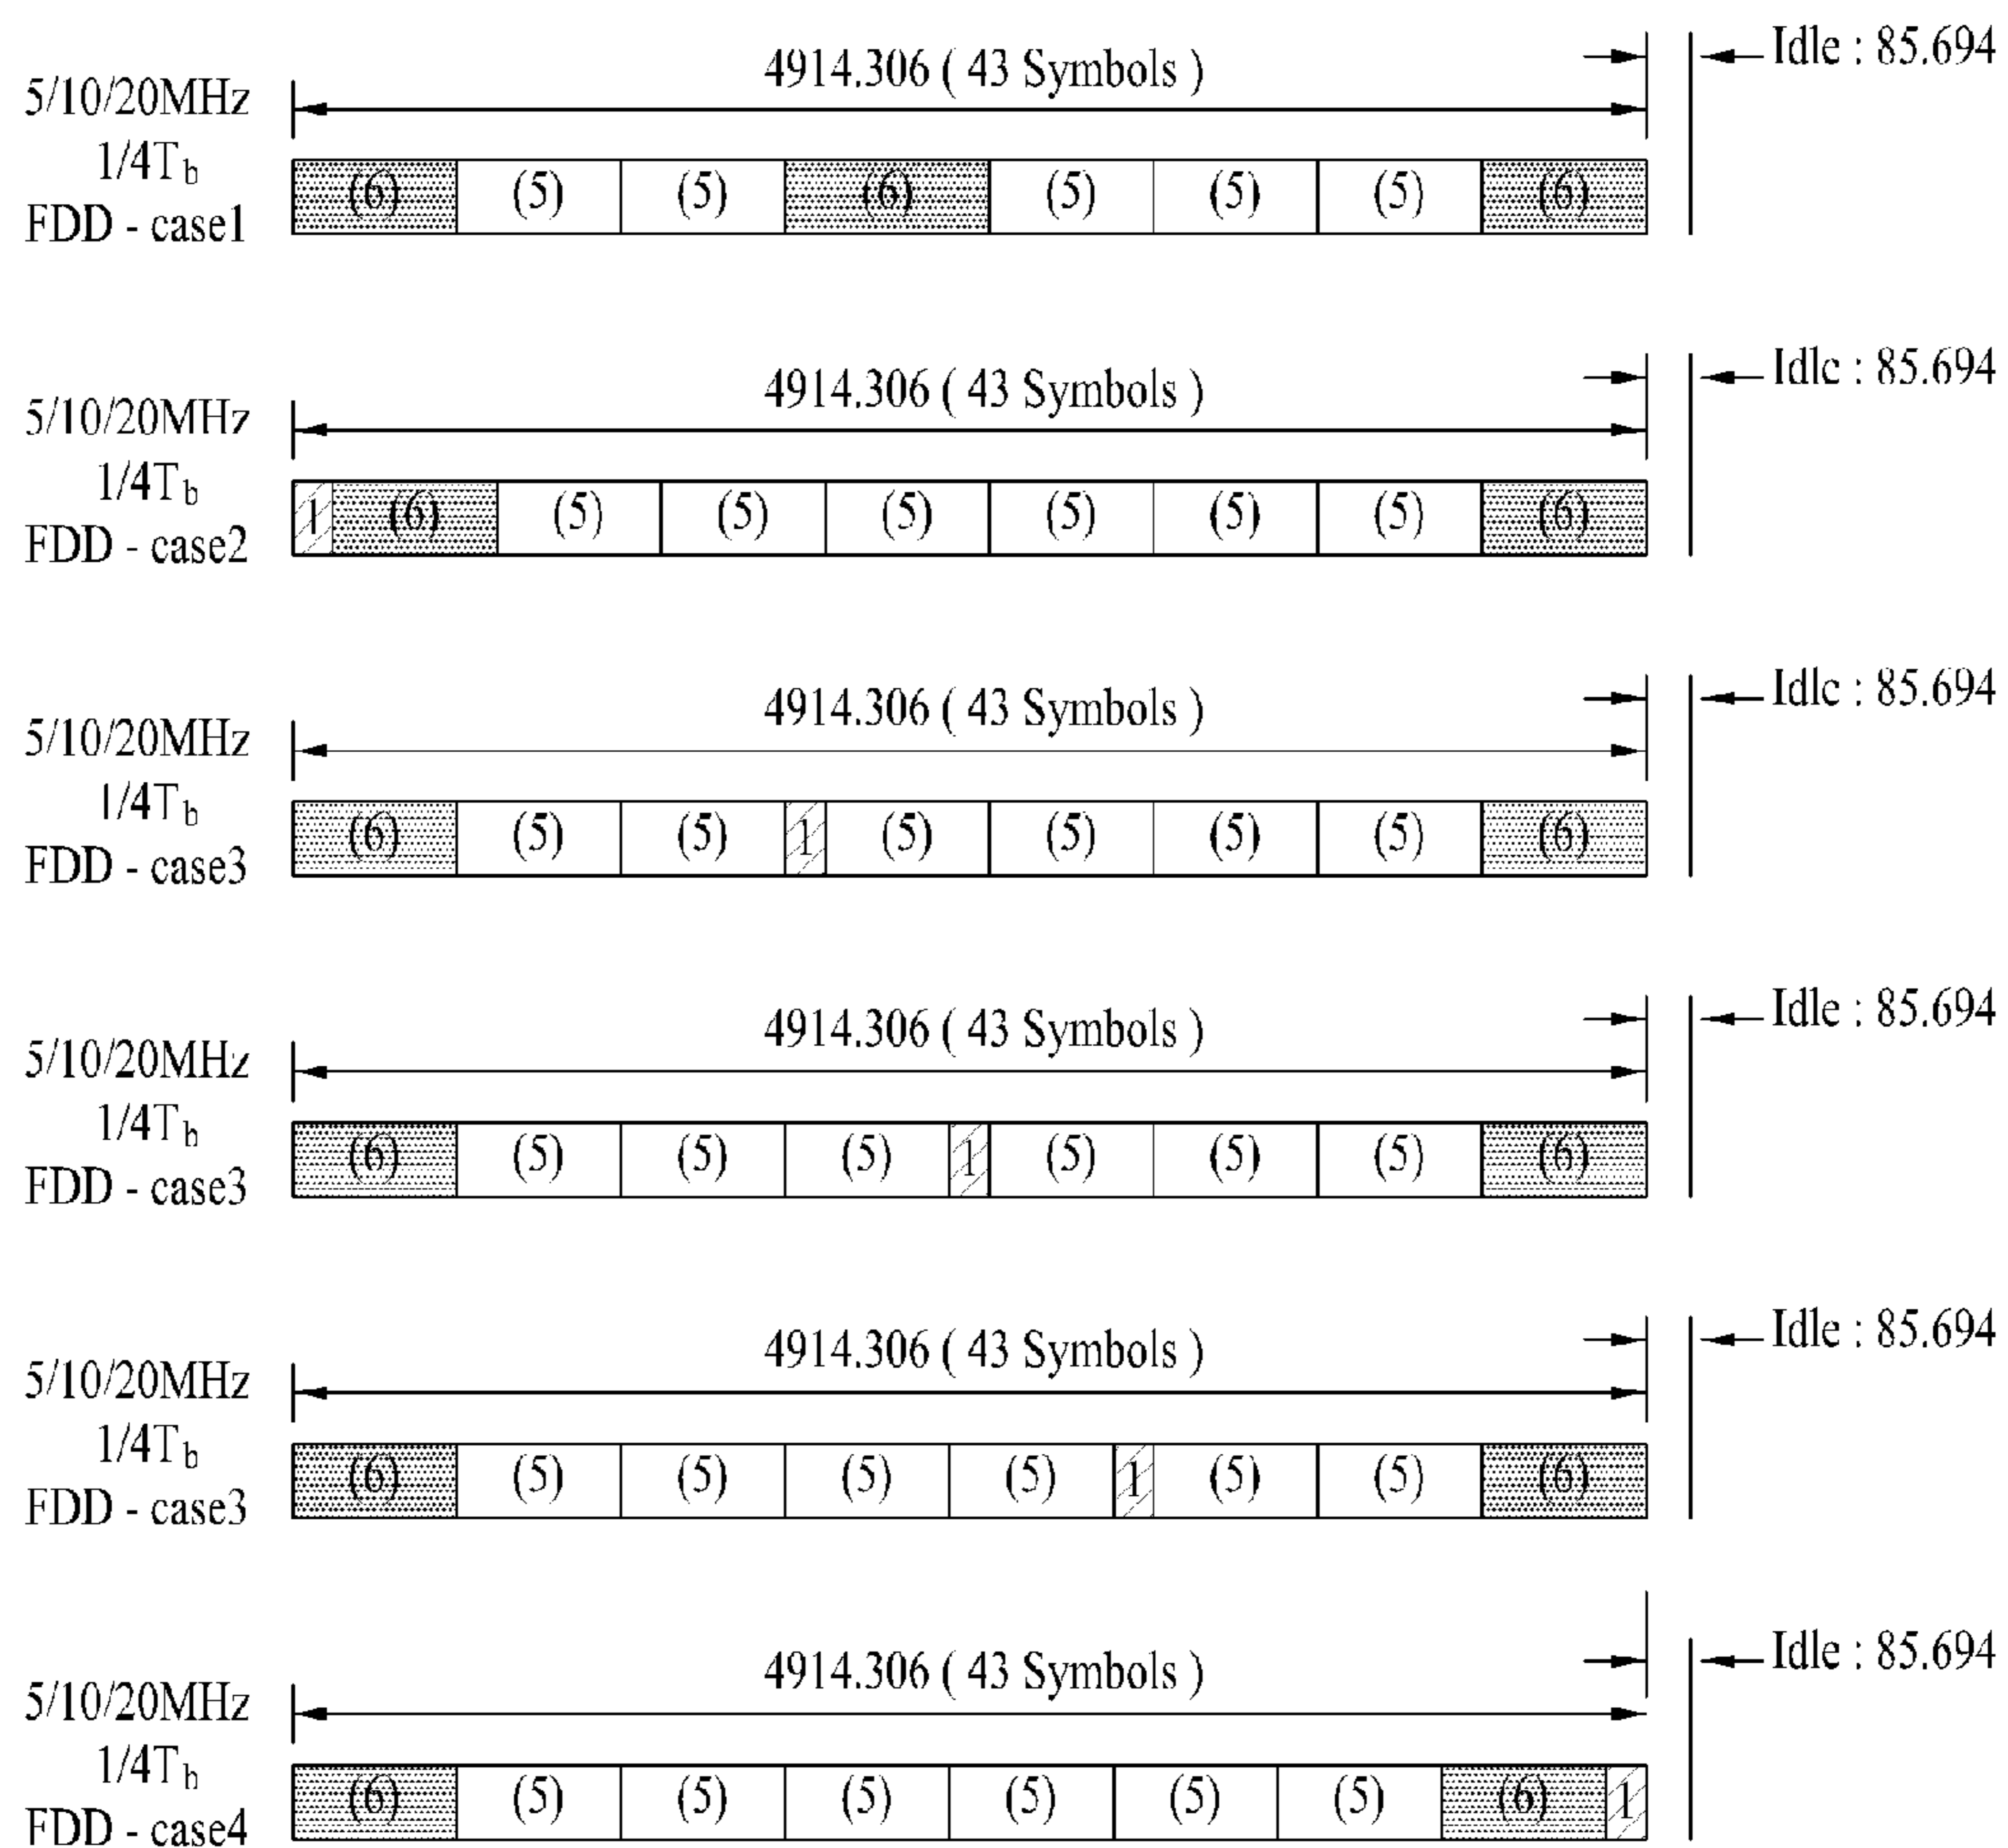 4914.306 ( 43 Symbols )
Idle : 85.694
5/10/20MHz
1/4Tb
FDD - case1
(6) (5) (5) (6) (5) (5) (5) (6)
4914.306 ( 43 Symbols )
Idlc : 85.694
5/10/20MHz
1/4Tb
FDD - case2
1 (6) (5) (5) (5) (5) (5) (5) (6)
4914.306 ( 43 Symbols )
Idlc : 85.694
5/10/20MHz
1/4Tb
FDD - case3
(6) (5) (5) 1 (5) (5) (5) (5) (6)
4914.306 ( 43 Symbols )
Idle : 85.694
5/10/20MHz
1/4Tb
FDD - case3
(6) (5) (5) (5) 1 (5) (5) (5) (6)
4914.306 ( 43 Symbols )
Idle : 85.694
5/10/20MHz
1/4Tb
FDD - case3
(6) (5) (5) (5) (5) 1 (5) (5) (6)
4914.306 ( 43 Symbols )
Idle : 85.694
5/10/20MHz
1/4Tb
FDD - case4
(6) (5) (5) (5) (5) (5) (5) (6) 1